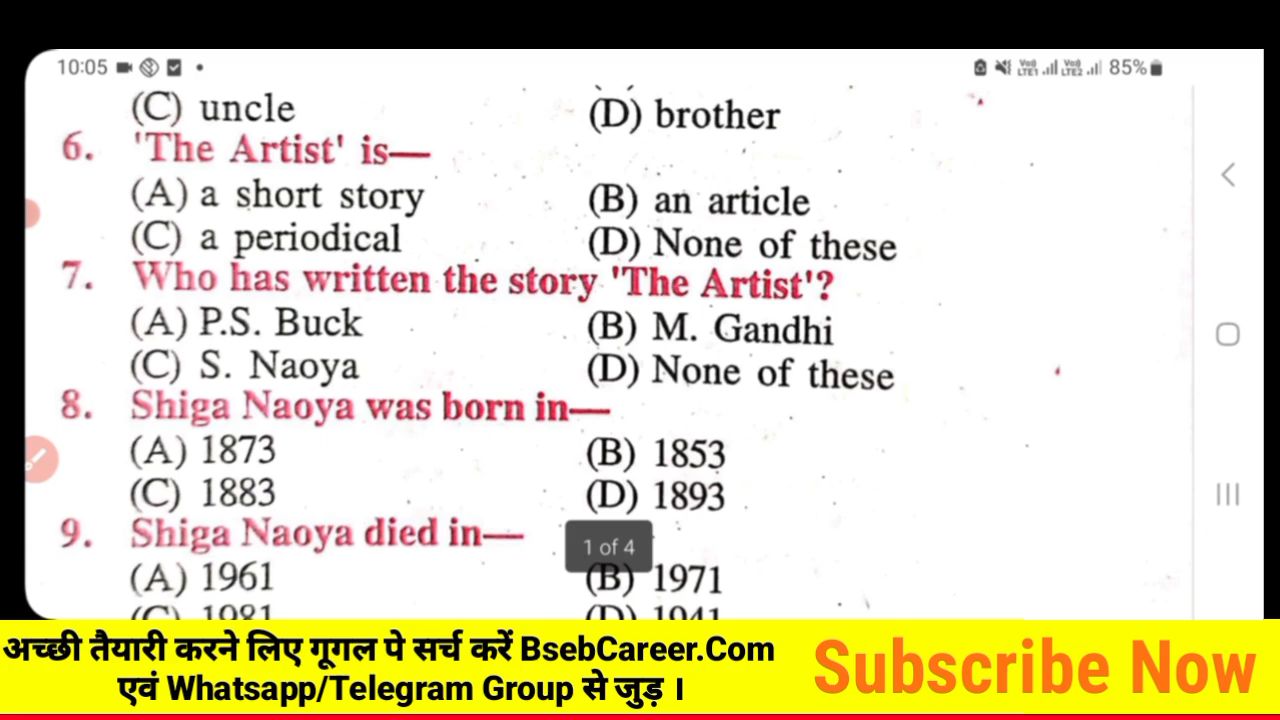 10:05 85%
(C) uncle (D) brother
6. 'The Artist' is—
(A) a short story (B) an article
(C) a periodical (D) None of these
7. Who has written the story 'The Artist'?
(A) P.S. Buck (B) M. Gandhi
(C) S. Naoya (D) None of these
8. Shiga Naoya was born in—
(A) 1873 (B) 1853
(C) 1883 (D) 1893
9. Shiga Naoya died in—
1 of 4
(A) 1961 (B) 1971
(C) 1981 (D) 1941
अच्छी तैयारी करने लिए गूगल पे सर्च करें BsebCareer.Com
एवं Whatsapp/Telegram Group से जुड़ ।
Subscribe Now